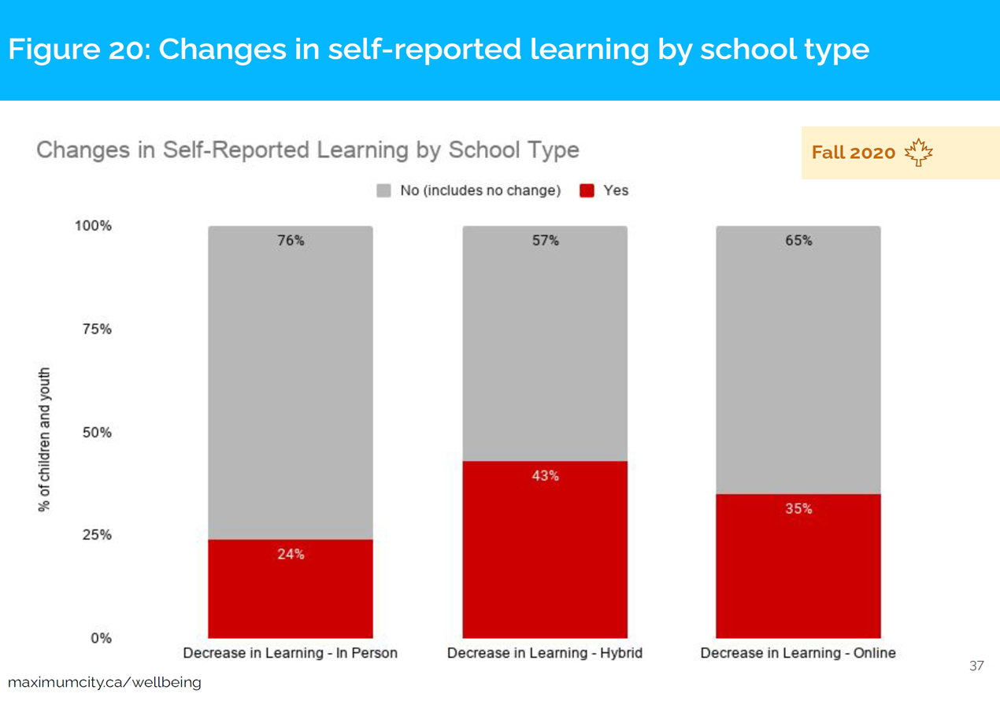 Figure 20: Changes in self-reported learning by school type
Changes in Self-Reported Learning by School Type
Fall 2020
No (includes no change)
Yes
100%
75%
50%
25%
0%
% of children and youth
76%
57%
65%
24%
43%
35%
Decrease in Learning - In Person
Decrease in Learning - Hybrid
Decrease in Learning - Online
37
maximumcity.ca/wellbeing